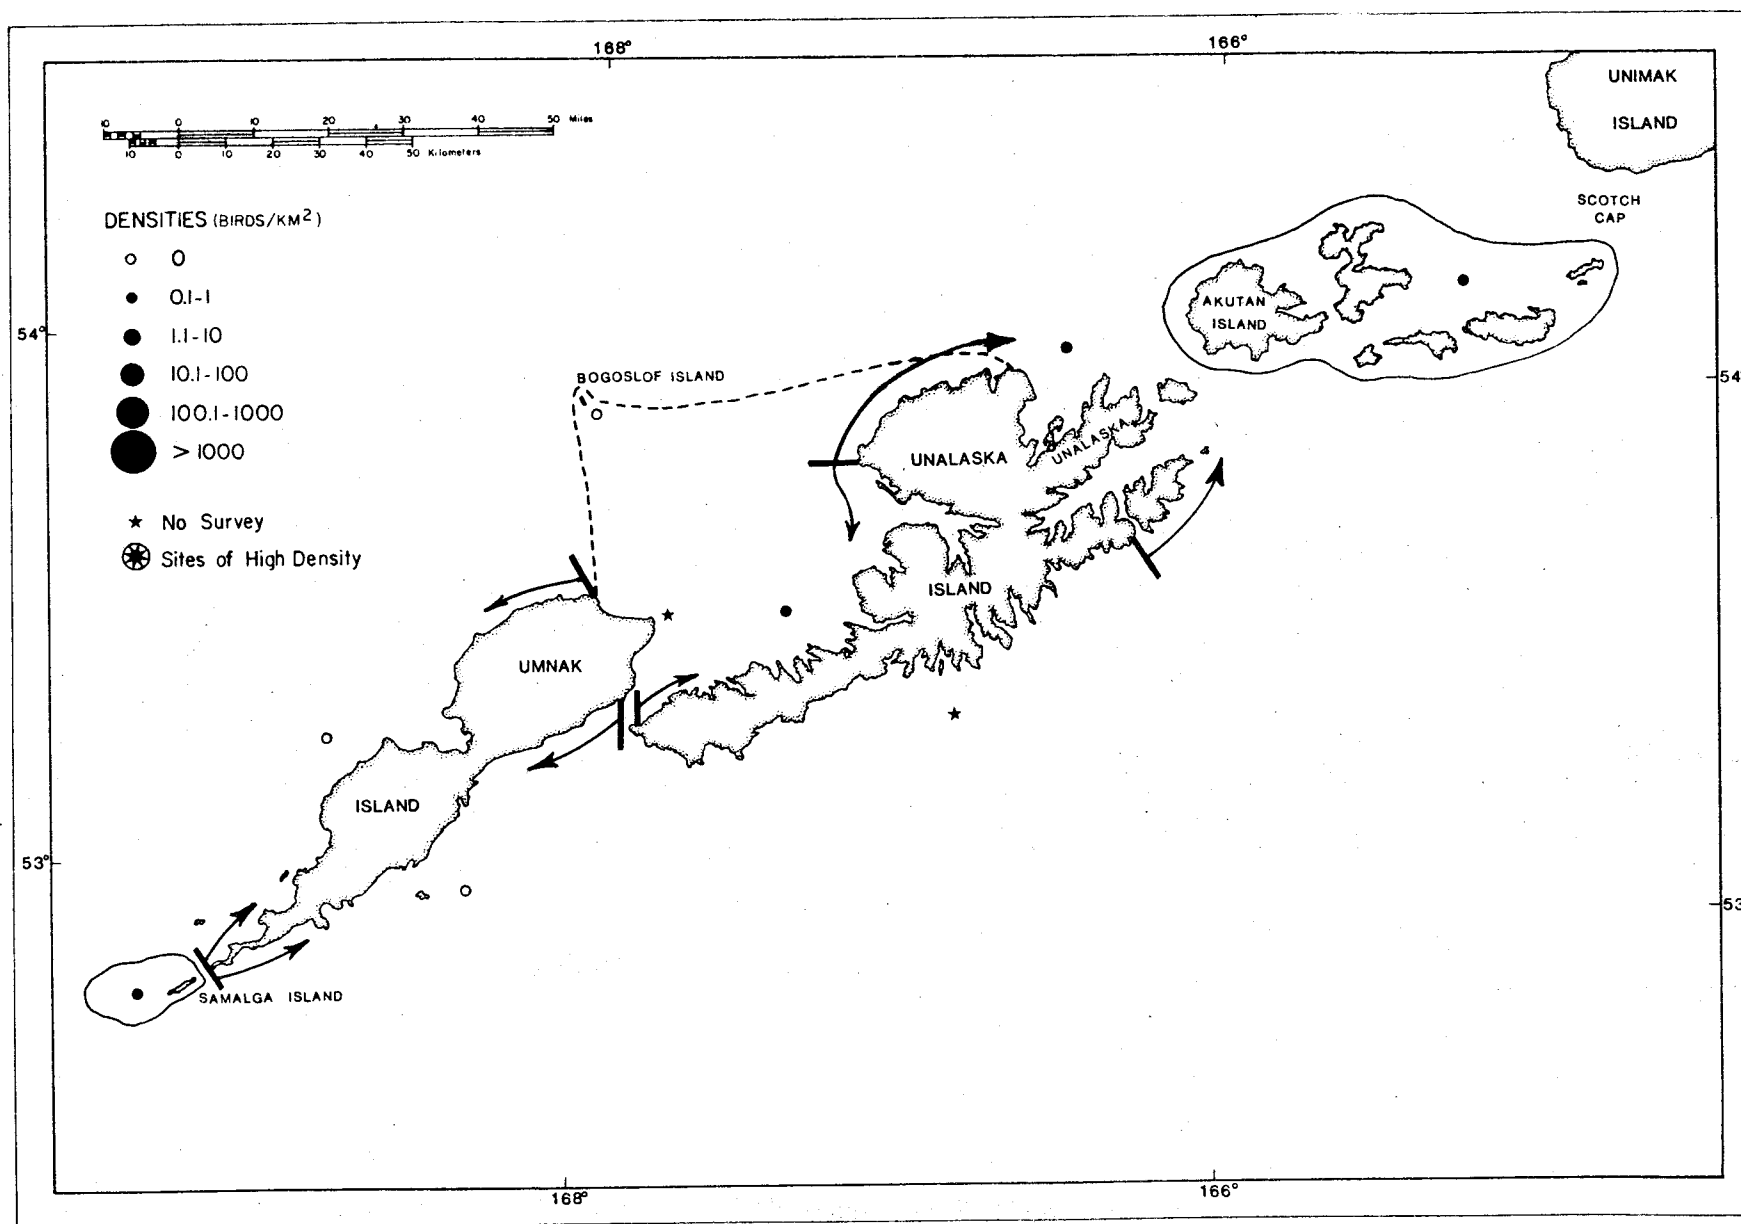 168°
166°
UNIMAK
ISLAND
10 0 10 20 30 40 50 Miles
10 0 10 20 30 40 50 Kilometers
SCOTCH
CAP
DENSITIES (BIRDS/KM2)
0
0.1-1
1.1-10
10.1-100
100.1-1000
> 1000
No Survey
Sites of High Density
AKUTAN
ISLAND
54°
54
BOGOSLOF ISLAND
UNALASKA
UNALASKA
ISLAND
UMNAK
ISLAND
53°
53
SAMALGA ISLAND
168°
166°